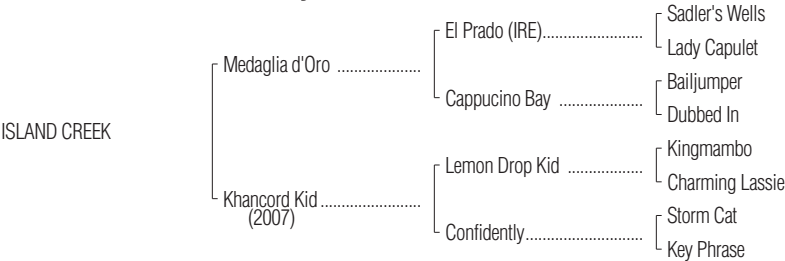 Sadler's Wells
El Prado (IRE)........................
Lady Capulet
Medaglia d'Oro ....................
Bailjumper
Cappucino Bay ....................
Dubbed In
ISLAND CREEK
Kingmambo
Lemon Drop Kid ..................
Charming Lassie
Khancord Kid........................
(2007)
Storm Cat
Confidently............................
Key Phrase